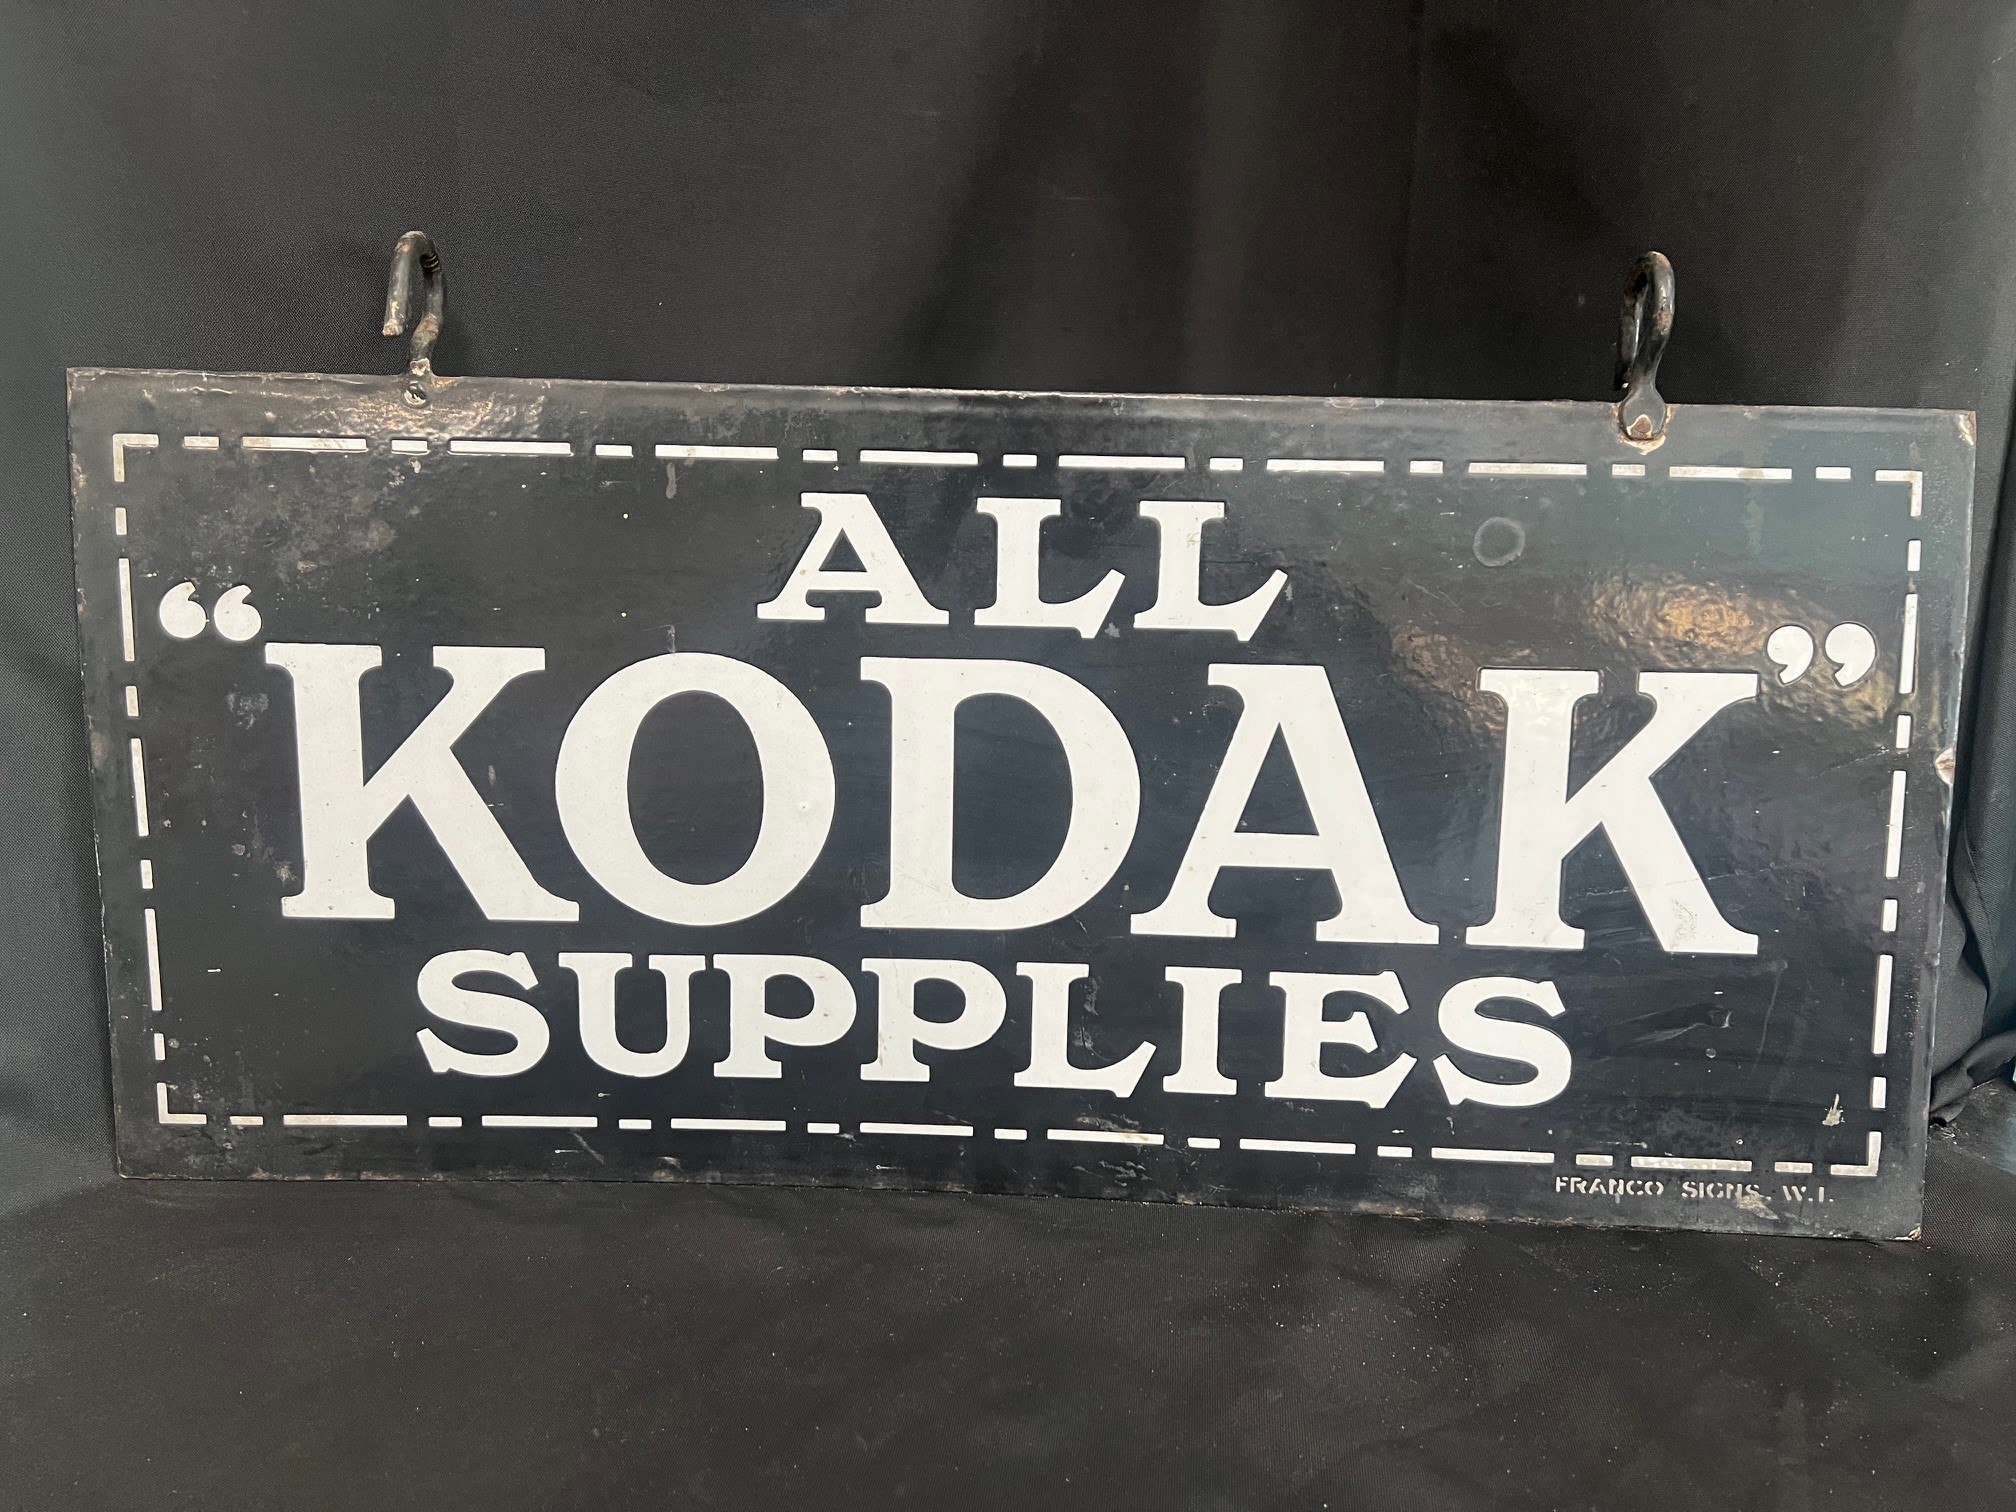 ALL
“KODAK”
SUPPLIES
FRANCO SIGNS. W.1.